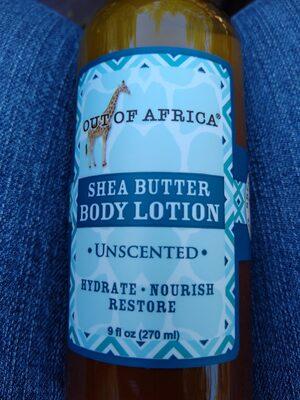 OUT OF AFRICA®
SHEA BUTTER
BODY LOTION
•UNSCENTED•
HYDRATE • NOURISH
RESTORE
9 fl oz (270 ml)